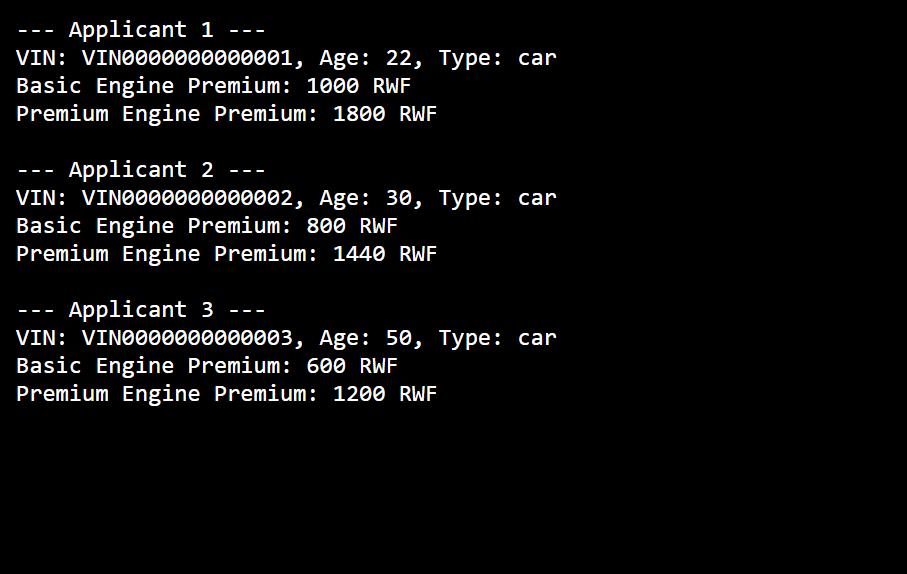 --- Applicant 1 ---
VIN: VIN0000000000001, Age: 22, Type: car
Basic Engine Premium: 1000 RWF
Premium Engine Premium: 1800 RWF
--- Applicant 2 ---
VIN: VIN0000000000002, Age: 30, Type: car
Basic Engine Premium: 800 RWF
Premium Engine Premium: 1440 RWF
--- Applicant 3 ---
VIN: VIN0000000000003, Age: 50, Type: car
Basic Engine Premium: 600 RWF
Premium Engine Premium: 1200 RWF